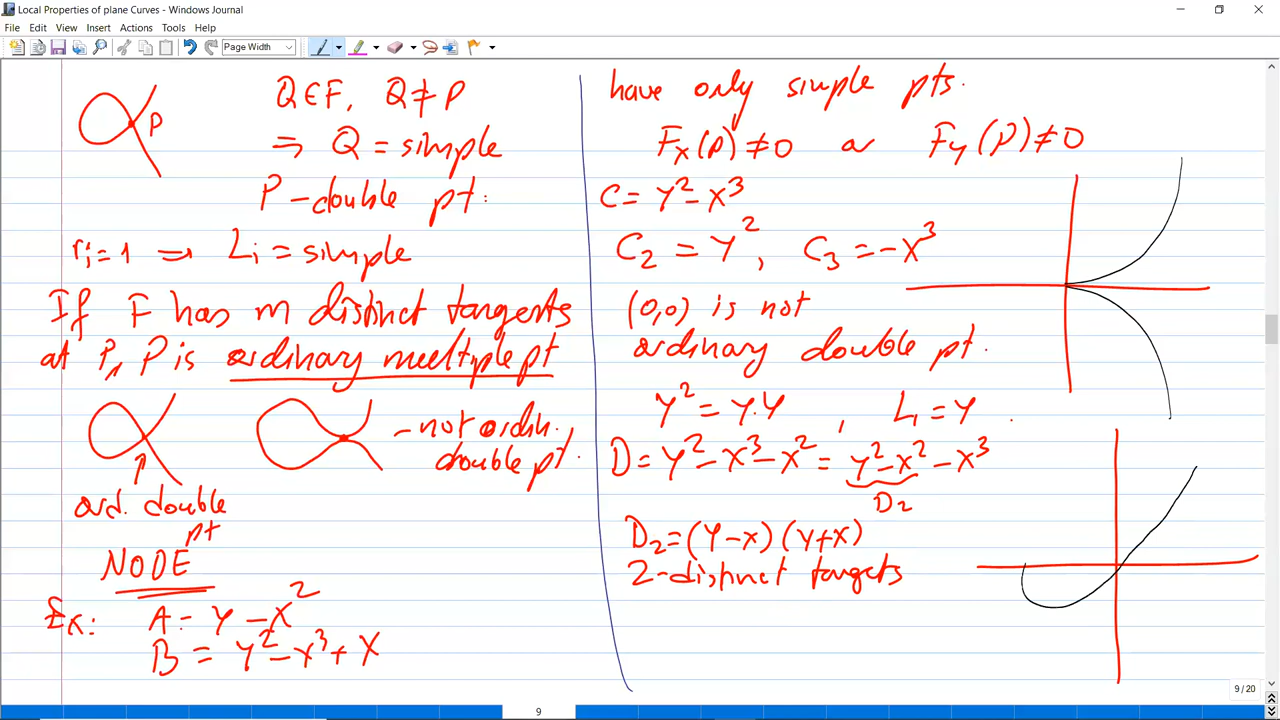 Local Properties of plane Curves - Windows Journal
File Edit View Insert Actions Tools Help
Page Width
P
Q∈F, Q≠P
⇒ Q = simple
P - double pt.
rᵢ=1 ⇒ Lᵢ = simple
If F has m distinct tangents
at P, P is ordinary multiple pt
- not ordin.
double pt.
ord. double
pt
NODE
Ex: A = Y - X²
B = Y² - X³ + X
have only simple pts.
F_X(P) ≠ 0 or F_Y(P) ≠ 0
C = Y² - X³
C₂ = Y², C₃ = -X³
(0,0) is not
ordinary double pt.
Y² = Y.Y, L₁ = Y.
D = Y² - X³ - X² = Y² - X² - X³
D₂
D₂ = (Y-X)(Y+X)
2-distinct tangets
9 / 20
9